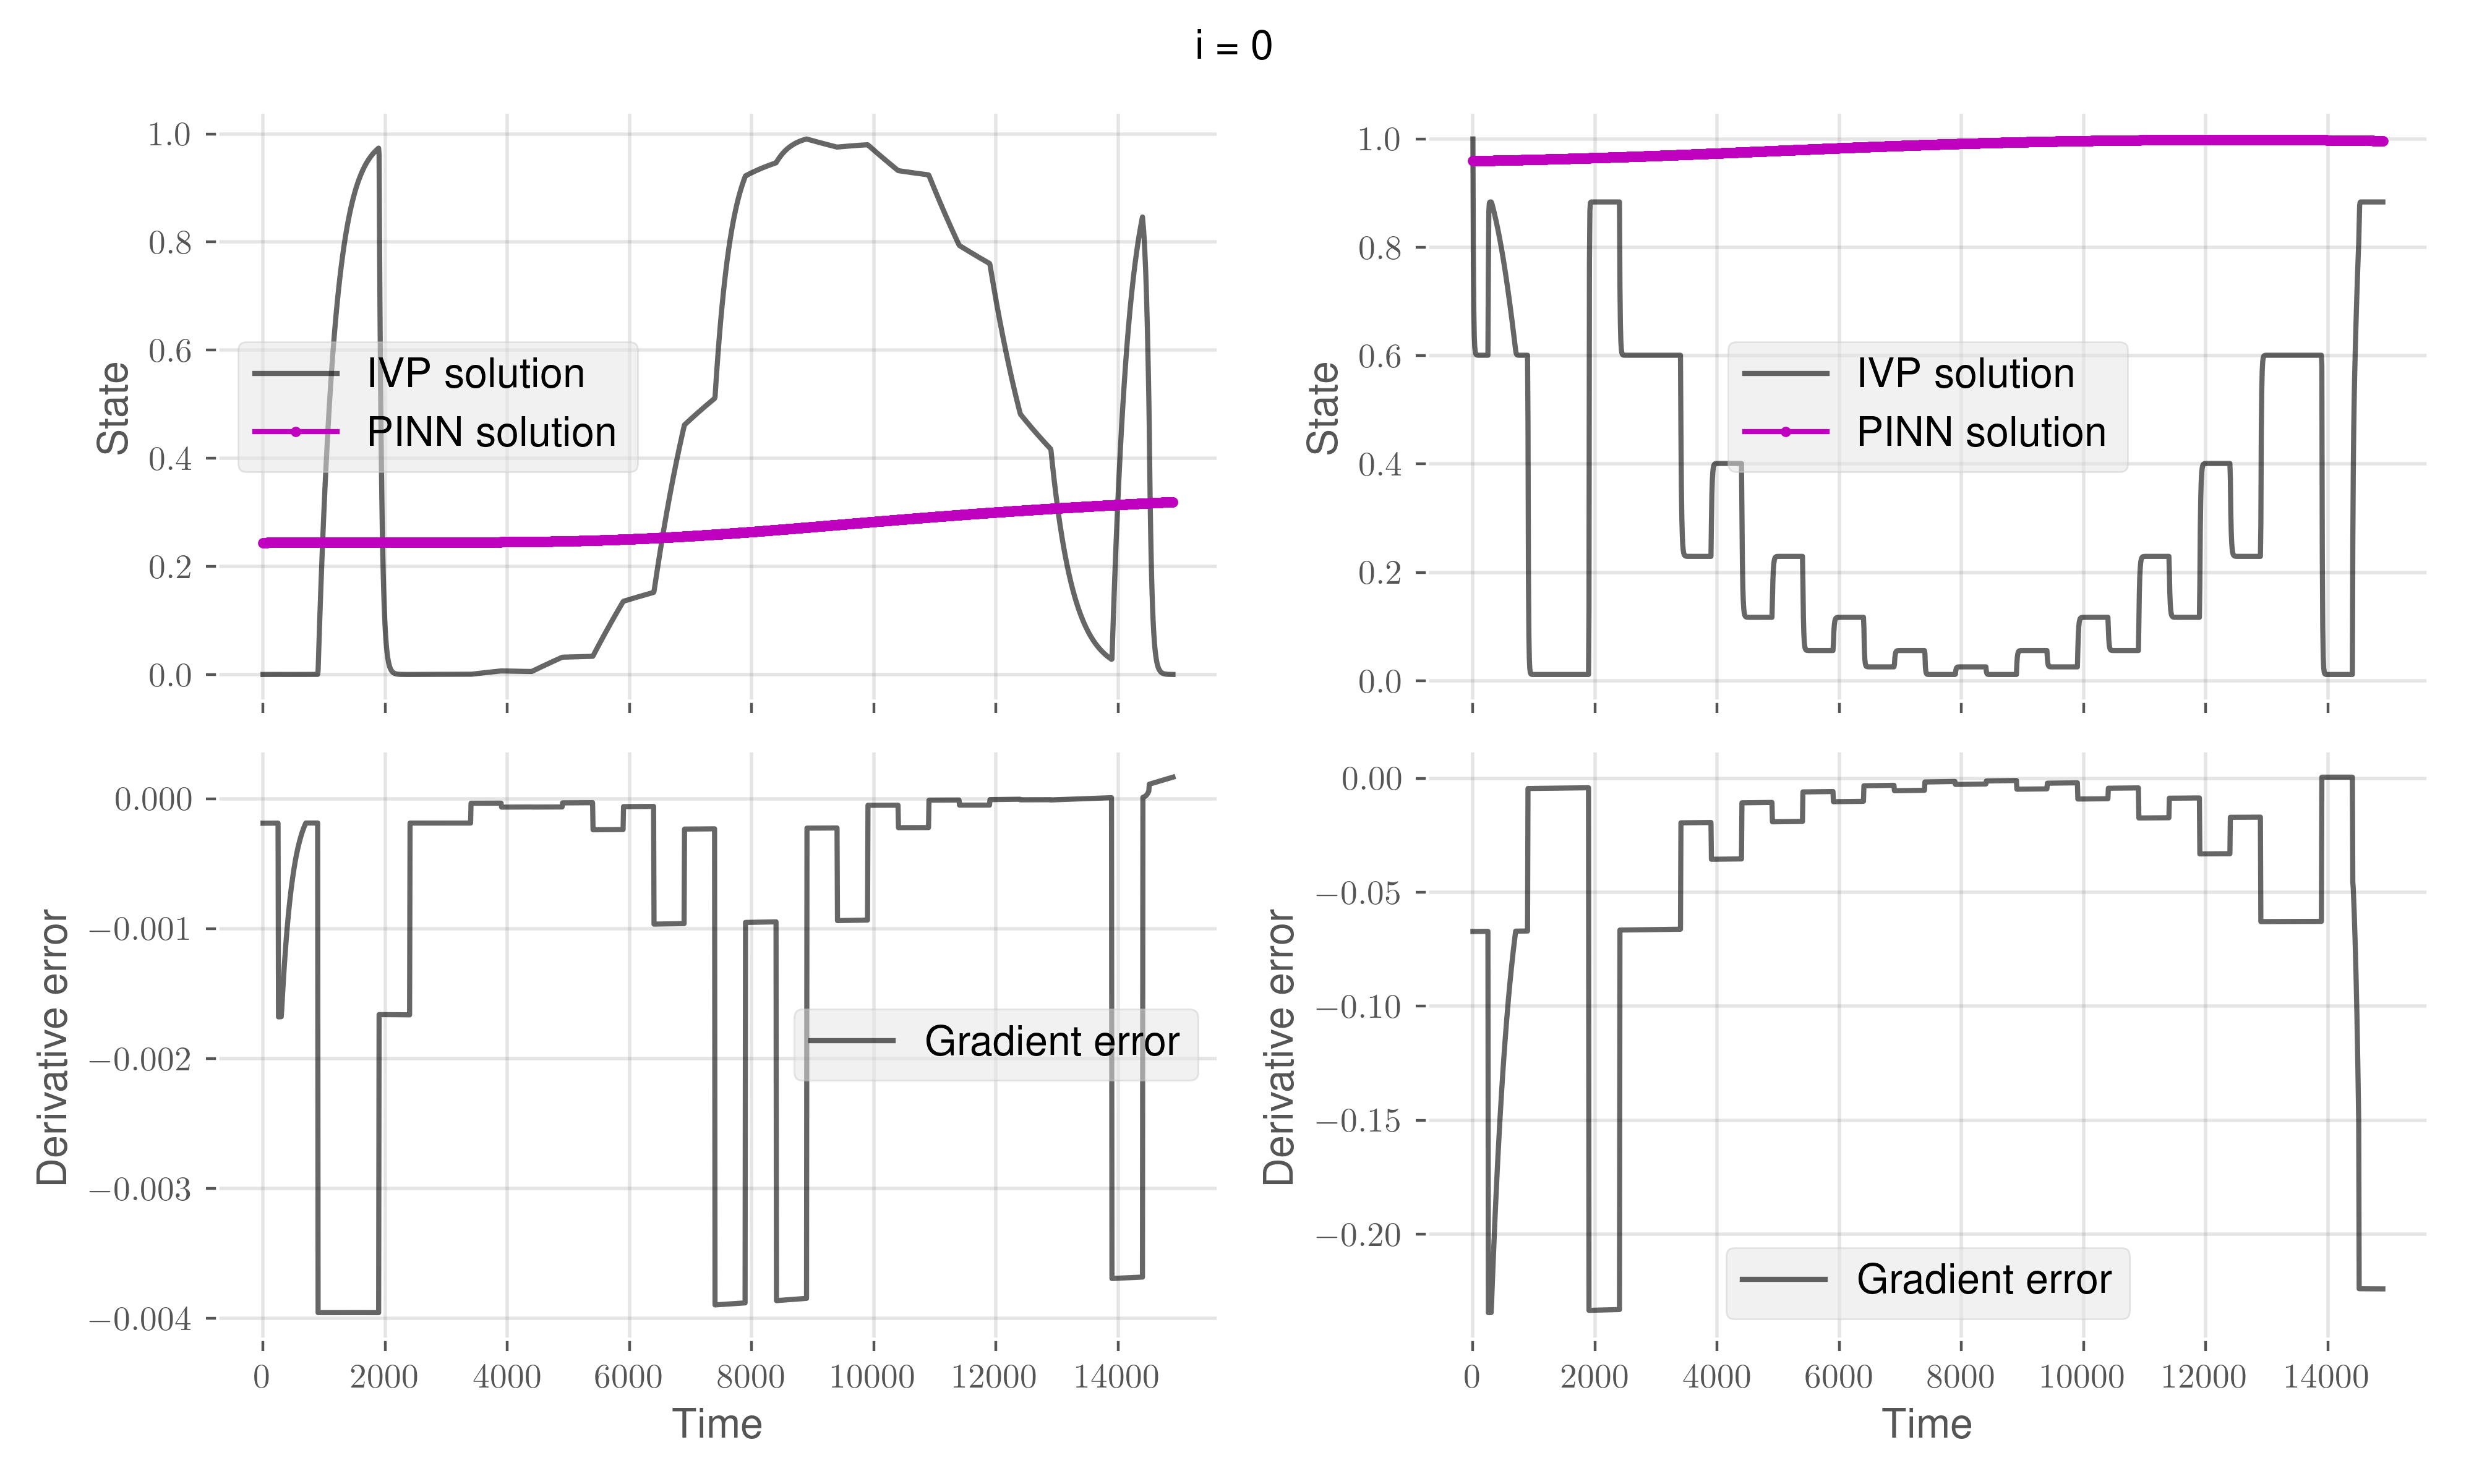 i = 0
1.0
0.8
0.6
0.4
0.2
0.0
State
IVP solution
PINN solution
1.0
0.8
0.6
0.4
0.2
0.0
State
IVP solution
PINN solution
0.000
−0.001
−0.002
−0.003
−0.004
Derivative error
Gradient error
0 2000 4000 6000 8000 10000 12000 14000
Time
0.00
−0.05
−0.10
−0.15
−0.20
Derivative error
Gradient error
0 2000 4000 6000 8000 10000 12000 14000
Time